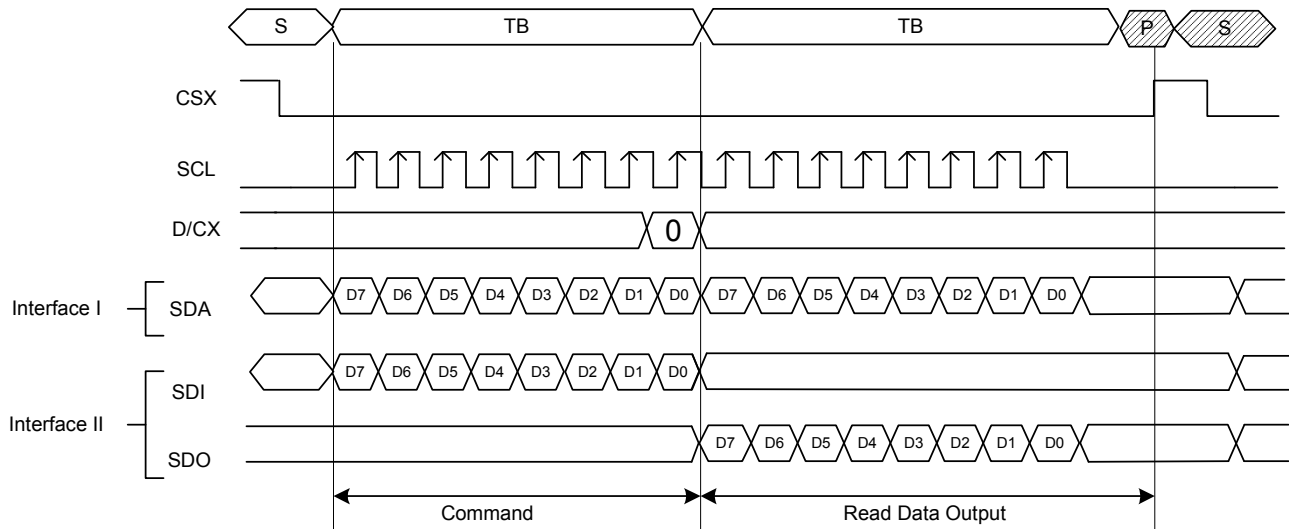 S TB TB P S
CSX
SCL
D/CX 0
Interface I SDA D7 D6 D5 D4 D3 D2 D1 D0 D7 D6 D5 D4 D3 D2 D1 D0
SDI D7 D6 D5 D4 D3 D2 D1 D0
Interface II
SDO D7 D6 D5 D4 D3 D2 D1 D0
Command Read Data Output